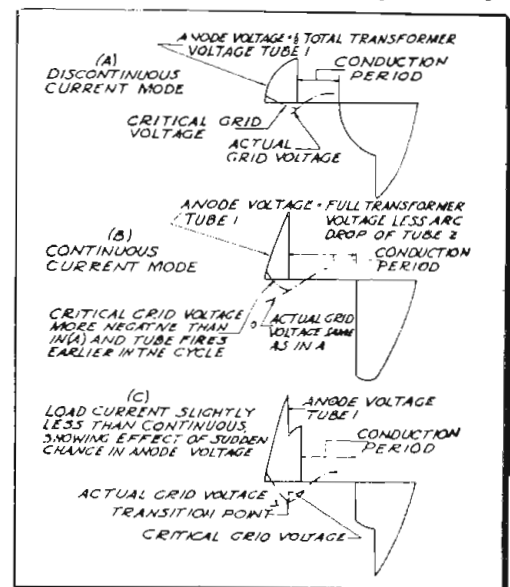 ANODE VOLTAGE = ½ TOTAL TRANSFORMER
VOLTAGE TUBE 1
(A)
DISCONTINUOUS
CURRENT MODE
CONDUCTION
PERIOD
CRITICAL GRID
VOLTAGE
ACTUAL
GRID VOLTAGE
ANODE VOLTAGE = FULL TRANSFORMER
TUBE 1
VOLTAGE LESS ARC
DROP OF TUBE 2
(B)
CONTINUOUS
CURRENT MODE
CONDUCTION
PERIOD
CRITICAL GRID VOLTAGE
MORE NEGATIVE THAN
IN(A) AND TUBE FIRES
EARLIER IN THE CYCLE
ACTUAL GRID
VOLTAGE SAME
AS IN A
(C)
LOAD CURRENT SLIGHTLY
LESS THAN CONTINUOUS,
SHOWING EFFECT OF SUDDEN
CHANGE IN ANODE VOLTAGE
ANODE VOLTAGE
TUBE 1
CONDUCTION
PERIOD
ACTUAL GRID VOLTAGE
TRANSITION POINT
CRITICAL GRID VOLTAGE